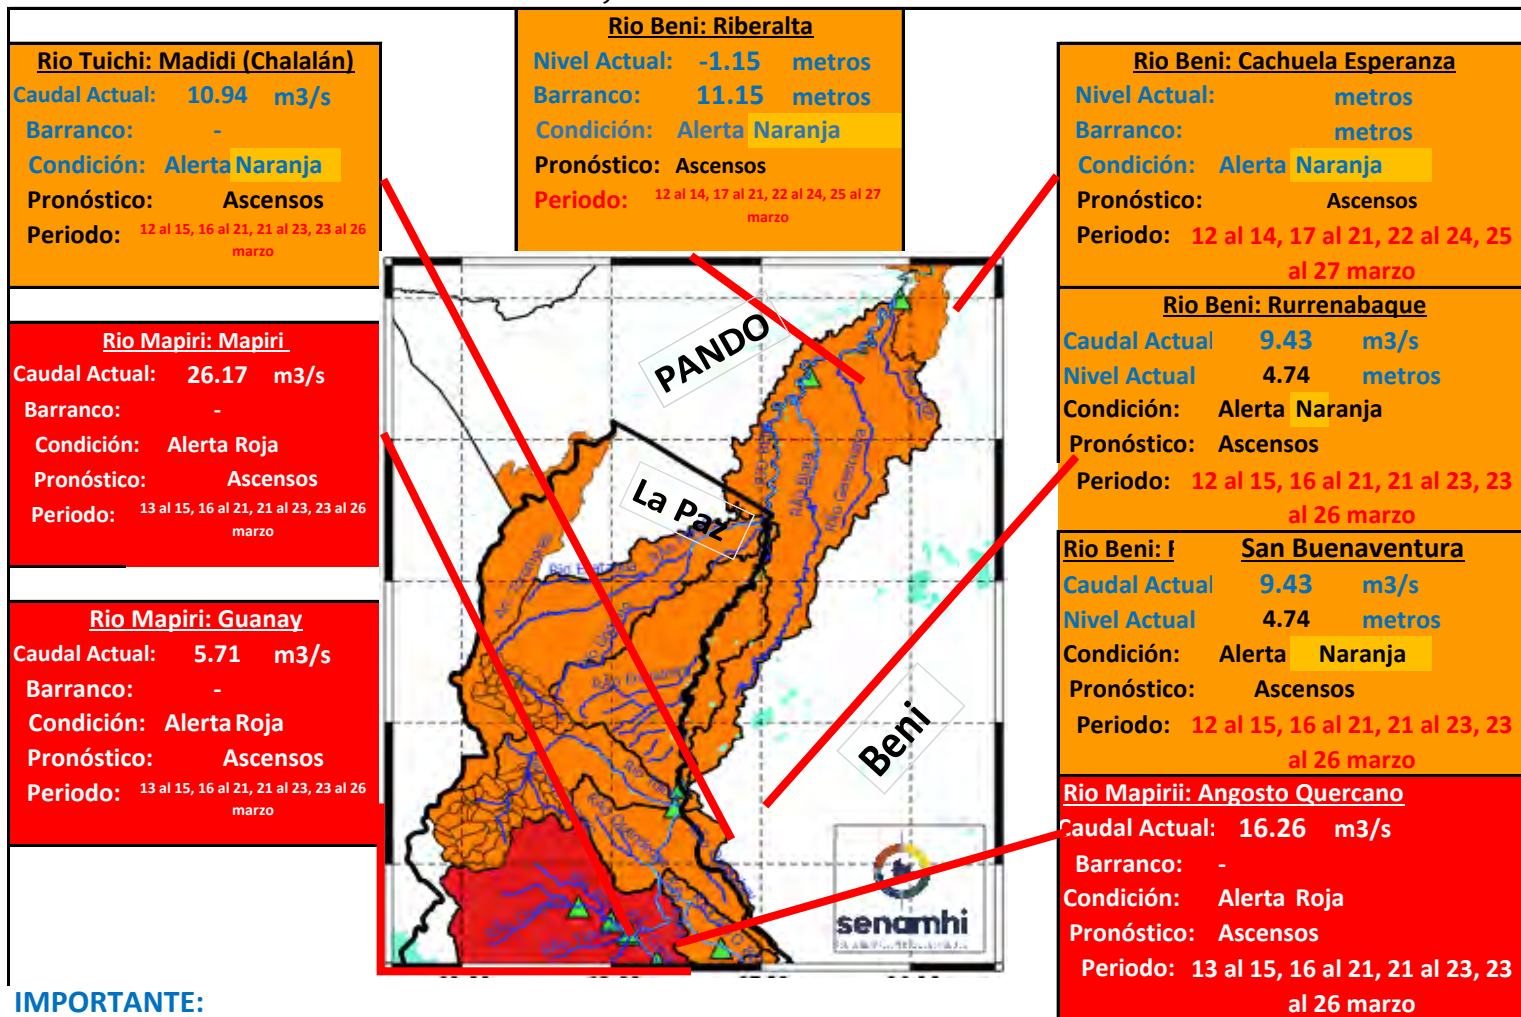 Rio Beni: Riberalta
Nivel Actual: -1.15 metros
Barranco: 11.15 metros
Condición: Alerta Naranja
Pronóstico: Ascensos
Periodo: 12 al 14, 17 al 21, 22 al 24, 25 al 27
marzo
Rio Tuichi: Madidi (Chalalán)
Caudal Actual: 10.94 m3/s
Barranco: -
Condición: Alerta Naranja
Pronóstico: Ascensos
Periodo: 12 al 15, 16 al 21, 21 al 23, 23 al 26
marzo
Rio Mapiri: Mapiri
Caudal Actual: 26.17 m3/s
Barranco: -
Condición: Alerta Roja
Pronóstico: Ascensos
Periodo: 13 al 15, 16 al 21, 21 al 23, 23 al 26
marzo
Rio Mapiri: Guanay
Caudal Actual: 5.71 m3/s
Barranco: -
Condición: Alerta Roja
Pronóstico: Ascensos
Periodo: 13 al 15, 16 al 21, 21 al 23, 23 al 26
marzo
PANDO
La Paz
Beni
senamhi
Rio Beni: Cachuela Esperanza
Nivel Actual: metros
Barranco: metros
Condición: Alerta Naranja
Pronóstico: Ascensos
Periodo: 12 al 14, 17 al 21, 22 al 24, 25
al 27 marzo
Rio Beni: Rurrenabaque
Caudal Actual 9.43 m3/s
Nivel Actual 4.74 metros
Condición: Alerta Naranja
Pronóstico: Ascensos
Periodo: 12 al 15, 16 al 21, 21 al 23, 23
al 26 marzo
Rio Beni: San Buenaventura
Caudal Actual 9.43 m3/s
Nivel Actual 4.74 metros
Condición: Alerta Naranja
Pronóstico: Ascensos
Periodo: 12 al 15, 16 al 21, 21 al 23, 23
al 26 marzo
Rio Mapirii: Angosto Quercano
Caudal Actual: 16.26 m3/s
Barranco: -
Condición: Alerta Roja
Pronóstico: Ascensos
Periodo: 13 al 15, 16 al 21, 21 al 23, 23
al 26 marzo
IMPORTANTE: